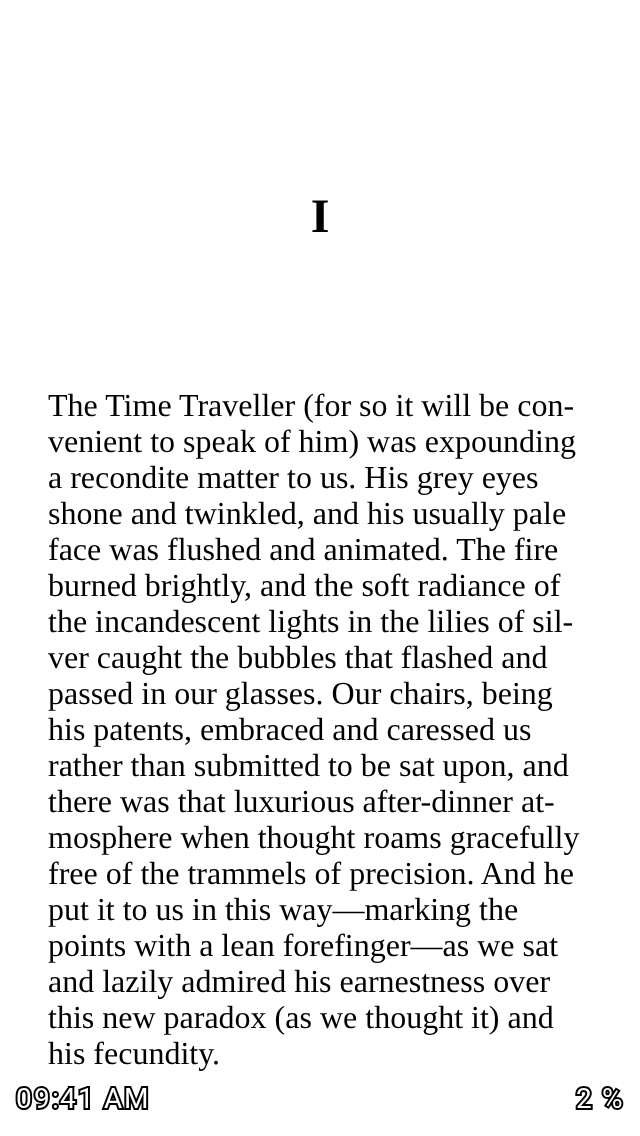 I
The Time Traveller (for so it will be con-
venient to speak of him) was expounding
a recondite matter to us. His grey eyes
shone and twinkled, and his usually pale
face was flushed and animated. The fire
burned brightly, and the soft radiance of
the incandescent lights in the lilies of sil-
ver caught the bubbles that flashed and
passed in our glasses. Our chairs, being
his patents, embraced and caressed us
rather than submitted to be sat upon, and
there was that luxurious after-dinner at-
mosphere when thought roams gracefully
free of the trammels of precision. And he
put it to us in this way—marking the
points with a lean forefinger—as we sat
and lazily admired his earnestness over
this new paradox (as we thought it) and
his fecundity.
09:41 AM 2 %